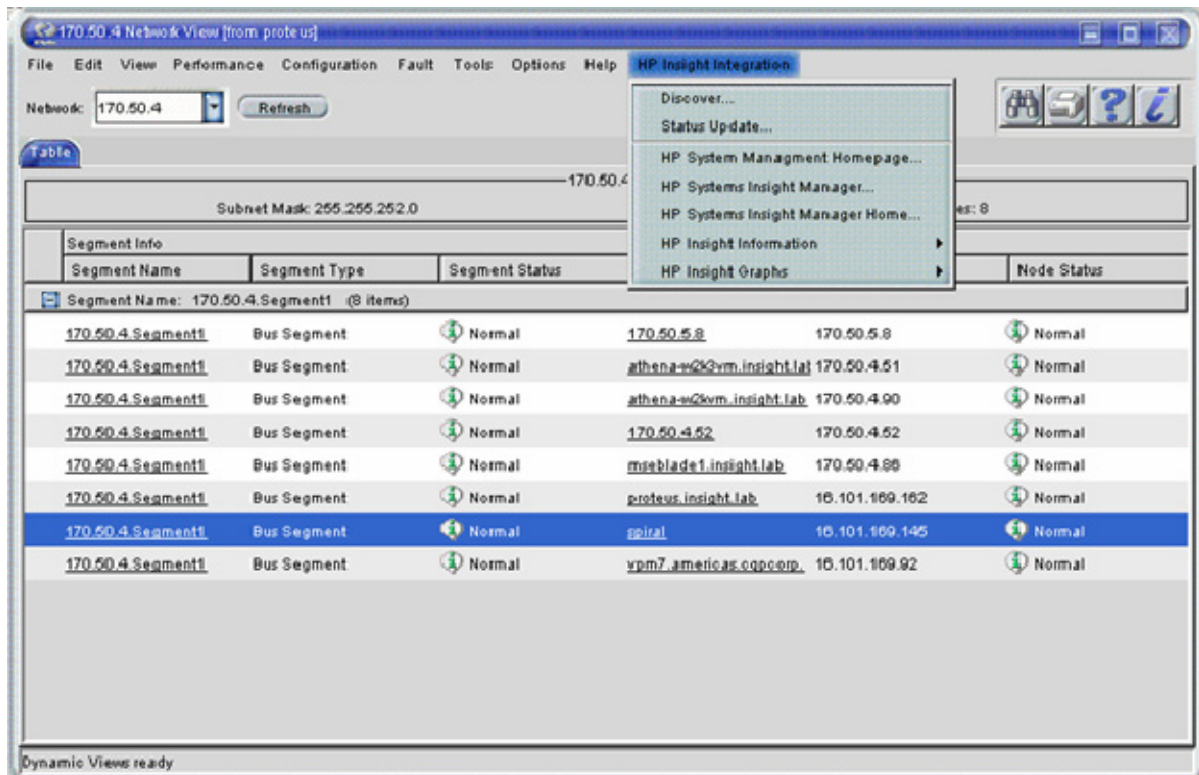 170.50.4 Network View [from proteus]
File Edit View Performance Configuration Fault Tools Options Help HP Insight Integration
Network: 170.50.4 Refresh
Discover...
Status Update...
HP System Managment Homepage...
HP Systems Insight Manager...
HP Systems Insight Manager Home...
HP Insight Information
HP Insight Graphs
Table
170.50.4
Subnet Mask: 255.255.252.0 es: 8
Segment Info
Segment Name Segment Type Segment Status Node Status
Segment Name: 170.50.4.Segment1 (8 items)
170.50.4.Segment1 Bus Segment Normal 170.50.5.8 170.50.5.8 Normal
170.50.4.Segment1 Bus Segment Normal athena-w2k3vm.insight.lab 170.50.4.51 Normal
170.50.4.Segment1 Bus Segment Normal athena-w2kvm.insight.lab 170.50.4.90 Normal
170.50.4.Segment1 Bus Segment Normal 170.50.4.52 170.50.4.52 Normal
170.50.4.Segment1 Bus Segment Normal mseblade1.insight.lab 170.50.4.86 Normal
170.50.4.Segment1 Bus Segment Normal proteus.insight.lab 16.101.169.162 Normal
170.50.4.Segment1 Bus Segment Normal spiral 16.101.169.145 Normal
170.50.4.Segment1 Bus Segment Normal vpm7.americas.cqpcorp. 16.101.169.92 Normal
Dynamic Views ready